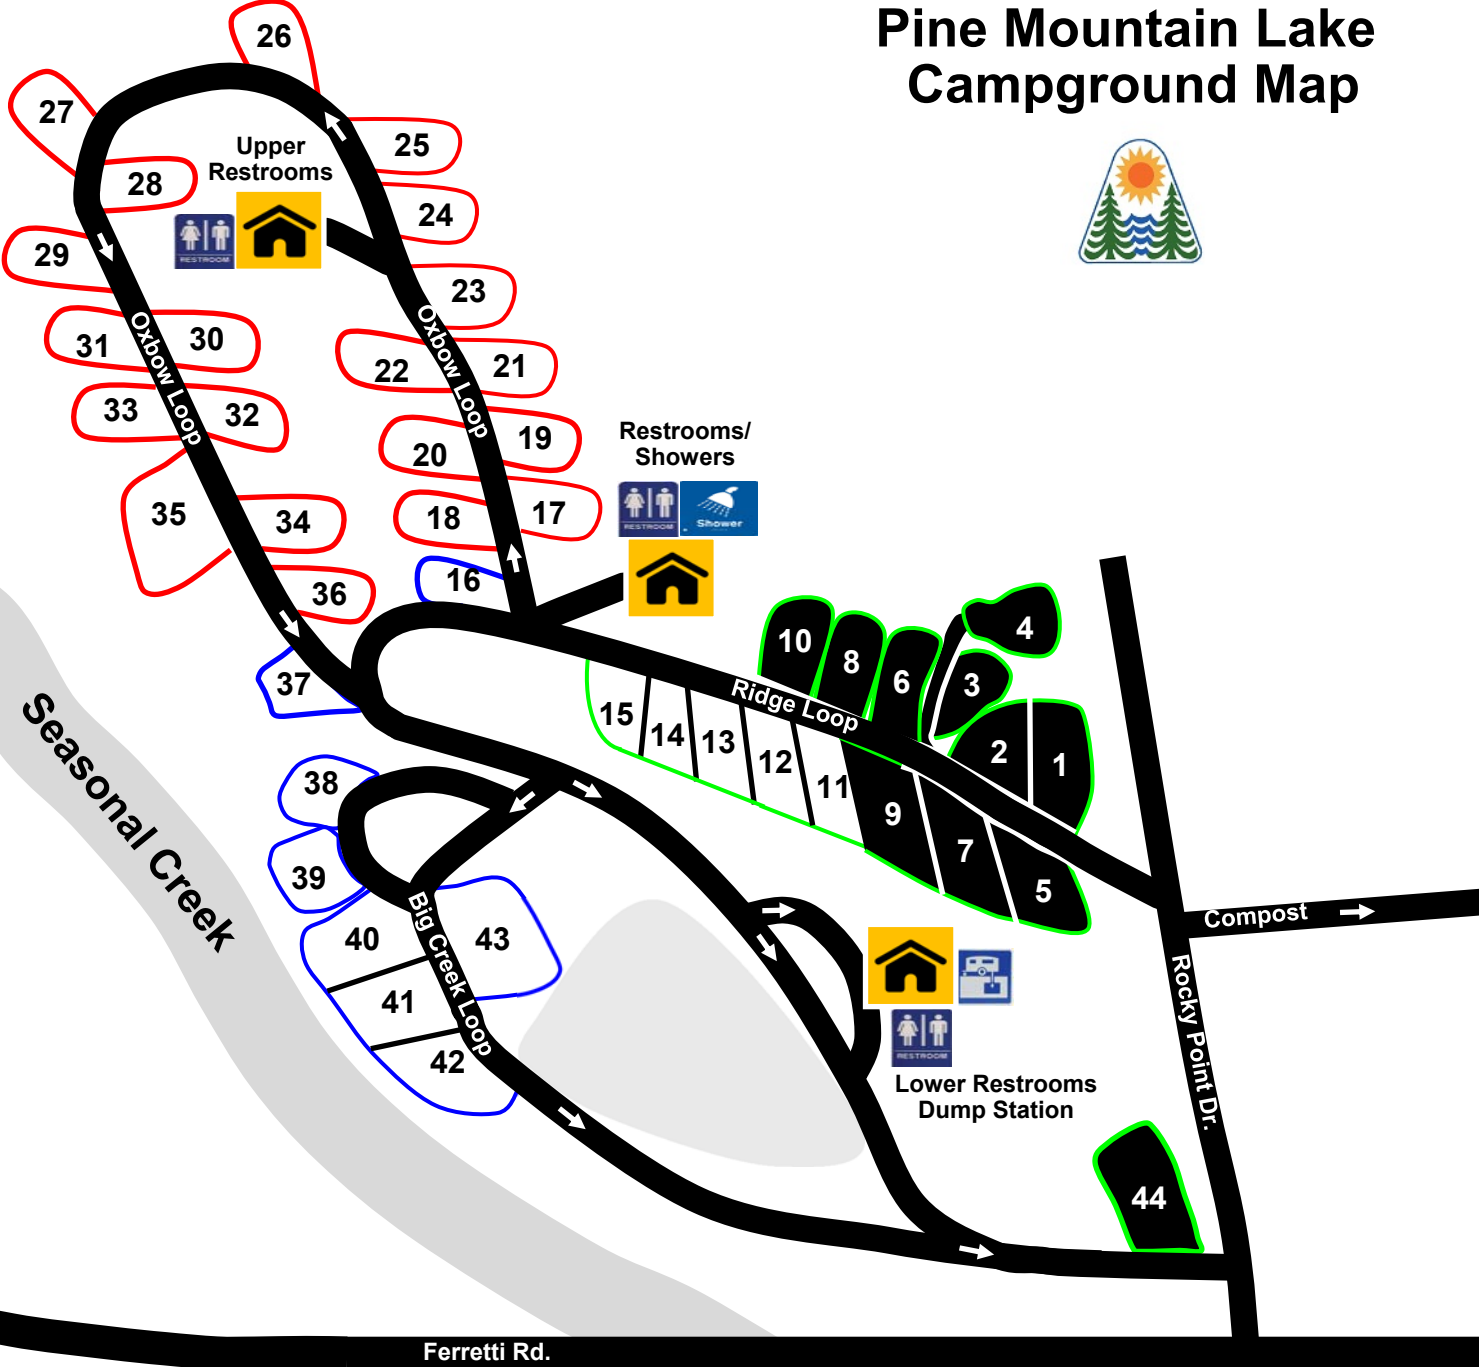 Pine Mountain Lake
Campground Map
26
27
25
Upper
Restrooms
28
24
RESTROOM
29
23
Oxbow Loop
Oxbow Loop
31
30
22
21
33
32
19
20
Restrooms/
Showers
RESTROOM
Shower
35
34
18
17
16
36
37
10
8
6
4
3
2
1
Ridge Loop
15
14
13
12
11
9
7
5
Seasonal Creek
38
39
40
43
41
42
Big Creek Loop
Compost
Rocky Point Dr.
RESTROOM
Lower Restrooms
Dump Station
44
Ferretti Rd.